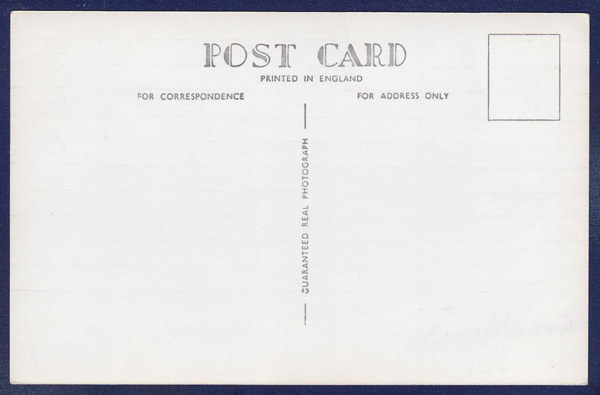 POST CARD
PRINTED IN ENGLAND
FOR CORRESPONDENCE
FOR ADDRESS ONLY
GUARANTEED REAL PHOTOGRAPH